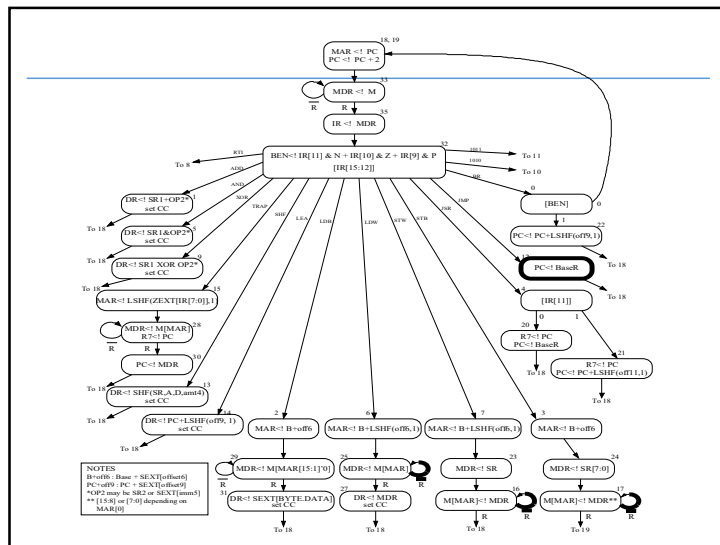 18, 19
MAR <! PC
PC <! PC + 2
33
MDR <! M
R
R
35
IR <! MDR
32
BEN<! IR[11] & N + IR[10] & Z + IR[9] & P
[IR[15:12]]
1011
To 11
1010
To 10
RTI
To 8
ADD
AND
XOR
TRAP
SHF
LEA
LDB
LDW
STW
STB
JSR
JMP
BR
1
DR<! SR1+OP2*
set CC
To 18
5
DR<! SR1&OP2*
set CC
To 18
9
DR<! SR1 XOR OP2*
set CC
To 18
15
MAR<! LSHF(ZEXT[IR[7:0]],1)
28
MDR<! M[MAR]
R7<! PC
R
R
30
PC<! MDR
To 18
13
DR<! SHF(SR,A,D,amt4)
set CC
To 18
14
DR<! PC+LSHF(off9, 1)
set CC
To 18
0
[BEN]
0
1
22
PC<! PC+LSHF(off9,1)
To 18
12
PC<! BaseR
To 18
4
[IR[11]]
0
1
20
R7<! PC
PC<! BaseR
To 18
21
R7<! PC
PC<! PC+LSHF(off11,1)
To 18
2
MAR<! B+off6
6
MAR<! B+LSHF(off6,1)
7
MAR<! B+LSHF(off6,1)
3
MAR<! B+off6
29
MDR<! M[MAR[15:1]'0]
R
R
25
MDR<! M[MAR]
R
R
23
MDR<! SR
24
MDR<! SR[7:0]
31
DR<! SEXT[BYTE.DATA]
set CC
To 18
27
DR<! MDR
set CC
To 18
16
M[MAR]<! MDR
R
R
To 18
17
M[MAR]<! MDR**
R
R
To 19
NOTES
B+off6 : Base + SEXT[offset6]
PC+off9 : PC + SEXT[offset9]
*OP2 may be SR2 or SEXT[imm5]
** [15:8] or [7:0] depending on
MAR[0]